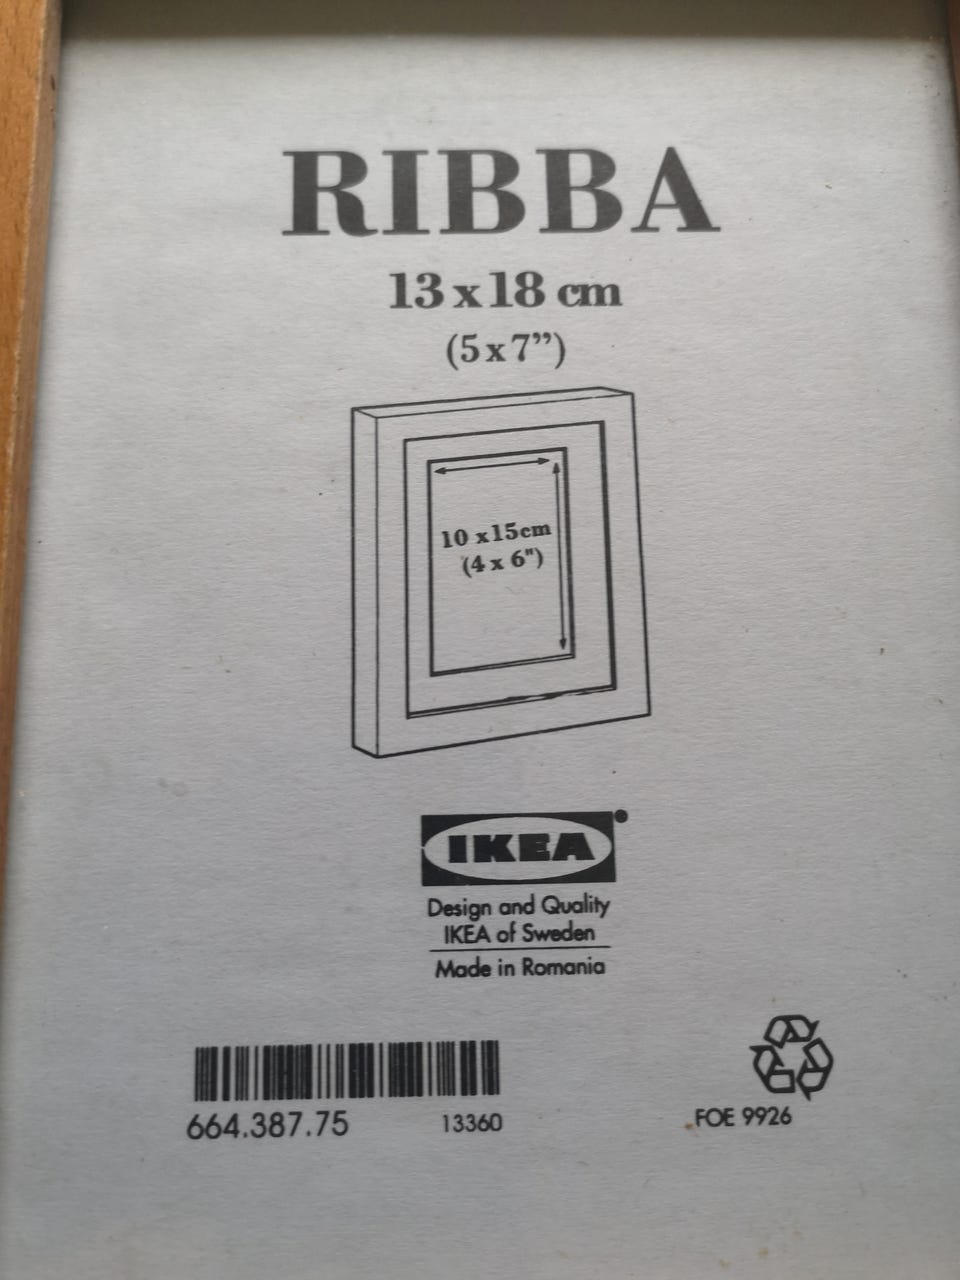 RIBBA
13 x 18 cm
(5 x 7”)
10 x 15cm
(4 x 6")
IKEA
Design and Quality
IKEA of Sweden
Made in Romania
664.387.75 13360
FOE 9926